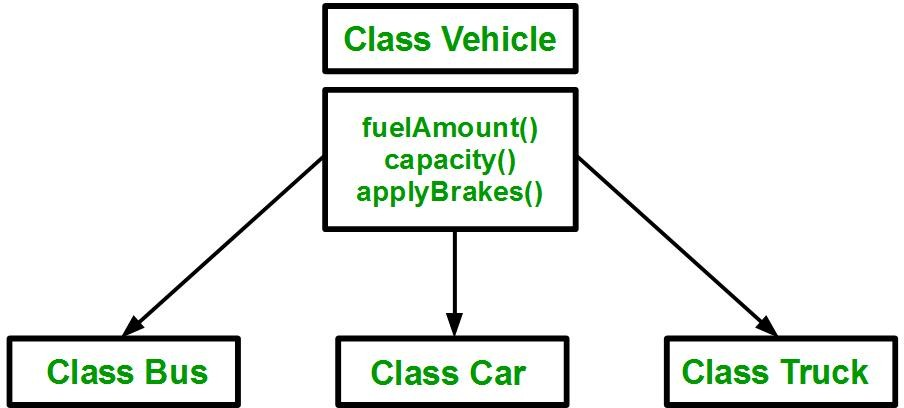 Class Vehicle
fuelAmount()
capacity()
applyBrakes()
Class Bus
Class Car
Class Truck